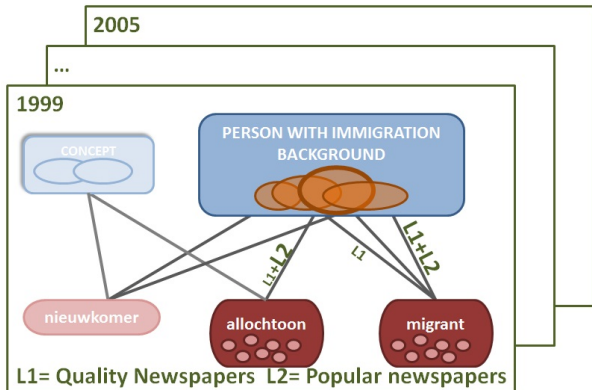 2005
...
1999
CONCEPT
PERSON WITH IMMIGRATION
BACKGROUND
L1+L2
L1
L1+L2
nieuwkomer
allochtoon
migrant
L1= Quality Newspapers L2= Popular newspapers